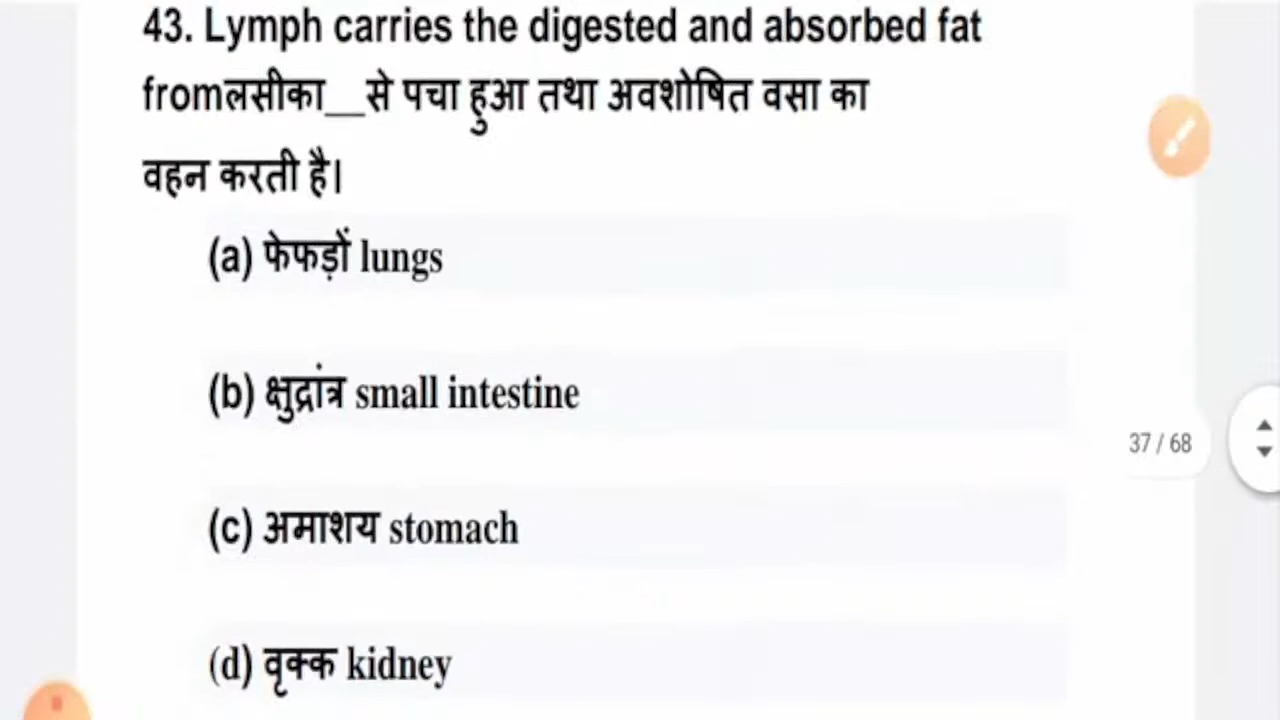 43. Lymph carries the digested and absorbed fat
fromलसीका__से पचा हुआ तथा अवशोषित वसा का
वहन करती है।
(a) फेफड़ों lungs
(b) क्षुद्रांत्र small intestine
37 / 68
(c) अमाशय stomach
(d) वृक्क kidney